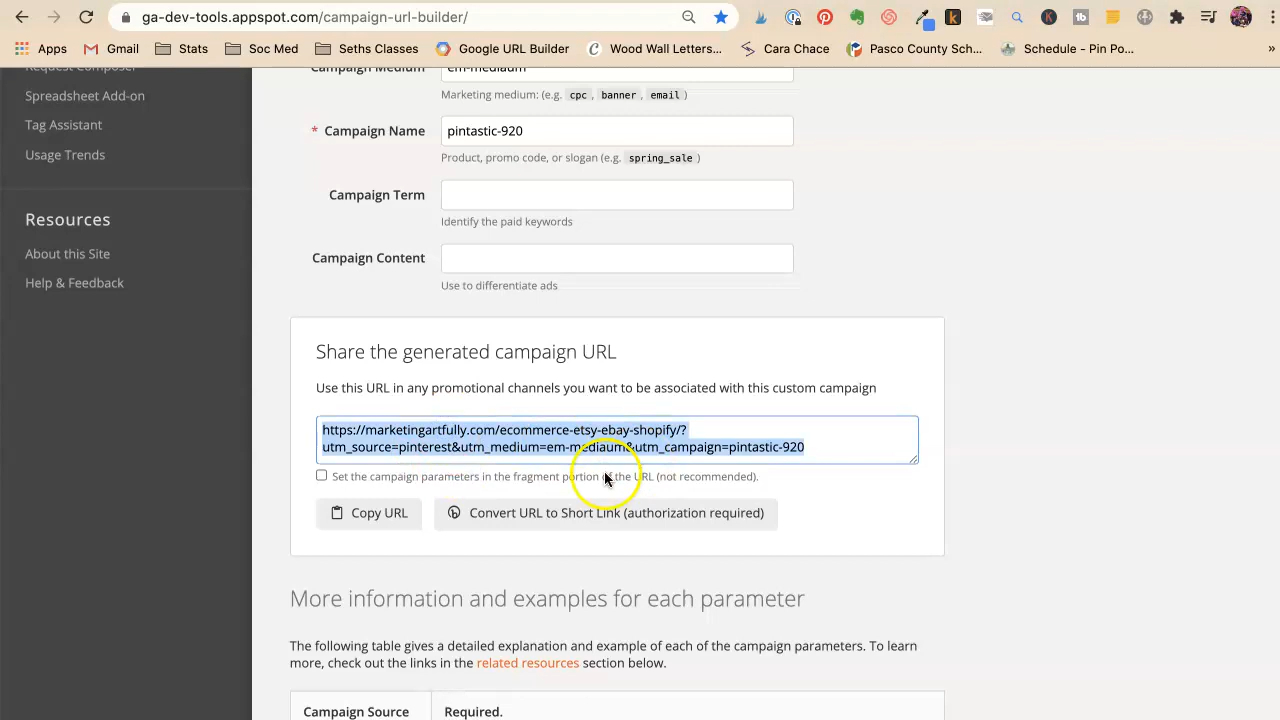 ga-dev-tools.appspot.com/campaign-url-builder/
Apps Gmail Stats Soc Med Seths Classes Google URL Builder Wood Wall Letters... Cara Chace Pasco County Sch... Schedule - Pin Po... »
Request Composer
Spreadsheet Add-on
Tag Assistant
Usage Trends
Resources
About this Site
Help & Feedback
Campaign Medium em-mediaum
Marketing medium: (e.g. cpc, banner, email)
* Campaign Name pintastic-920
Product, promo code, or slogan (e.g. spring_sale)
Campaign Term
Identify the paid keywords
Campaign Content
Use to differentiate ads
Share the generated campaign URL
Use this URL in any promotional channels you want to be associated with this custom campaign
https://marketingartfully.com/ecommerce-etsy-ebay-shopify/?
utm_source=pinterest&utm_medium=em-mediaum&utm_campaign=pintastic-920
Set the campaign parameters in the fragment portion of the URL (not recommended).
Copy URL Convert URL to Short Link (authorization required)
More information and examples for each parameter
The following table gives a detailed explanation and example of each of the campaign parameters. To learn
more, check out the links in the related resources section below.
Campaign Source Required.